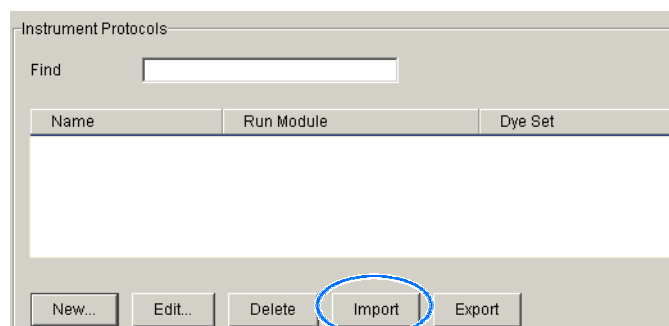 Instrument Protocols
Find
Name Run Module Dye Set
New... Edit... Delete Import Export